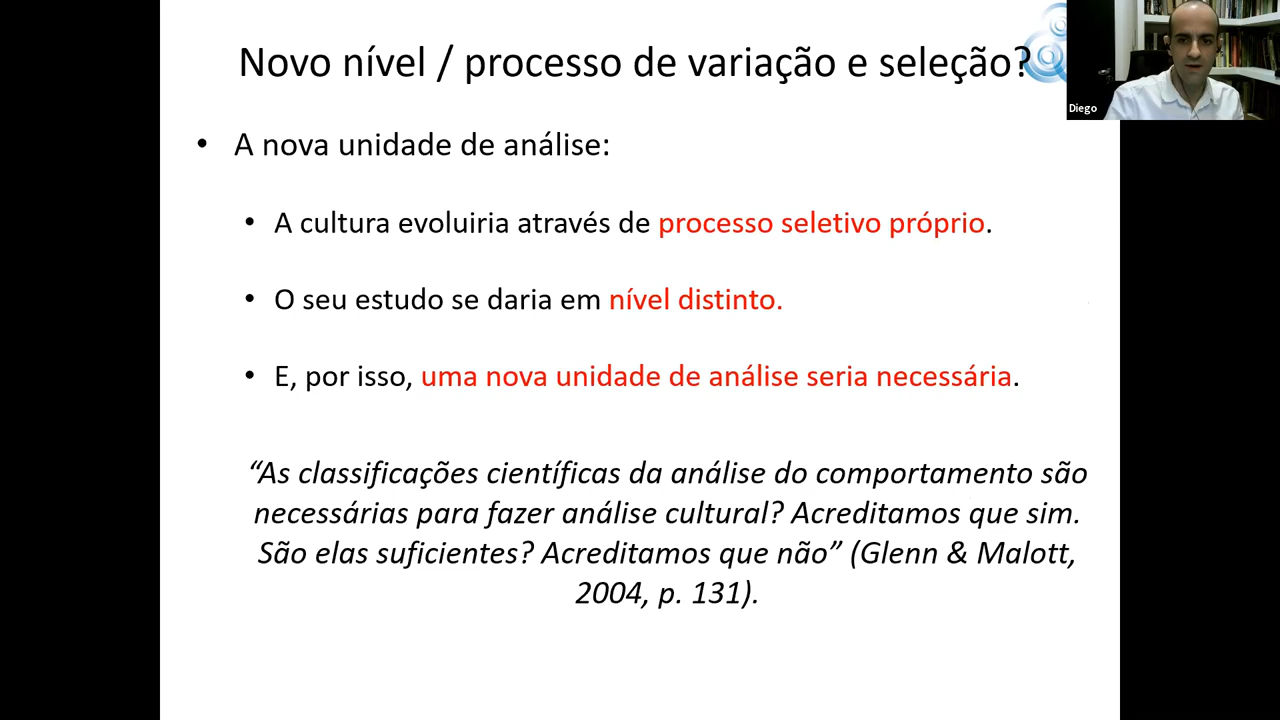 Novo nível / processo de variação e seleção?
Diego
• A nova unidade de análise:
• A cultura evoluiria através de processo seletivo próprio.
• O seu estudo se daria em nível distinto.
• E, por isso, uma nova unidade de análise seria necessária.
“As classificações científicas da análise do comportamento são
necessárias para fazer análise cultural? Acreditamos que sim.
São elas suficientes? Acreditamos que não” (Glenn & Malott,
2004, p. 131).